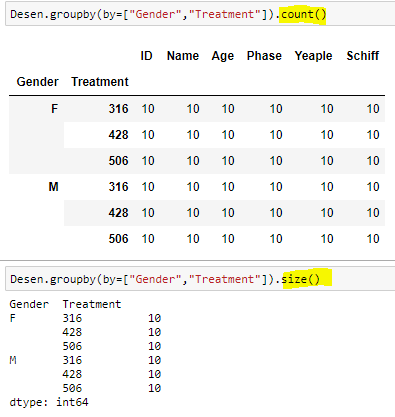 Desen.groupby(by=["Gender","Treatment"]).count()
ID Name Age Phase Yeaple Schiff
Gender Treatment
F 316 10 10 10 10 10 10
428 10 10 10 10 10 10
506 10 10 10 10 10 10
M 316 10 10 10 10 10 10
428 10 10 10 10 10 10
506 10 10 10 10 10 10
Desen.groupby(by=["Gender","Treatment"]).size()
Gender Treatment
F 316 10
428 10
506 10
M 316 10
428 10
506 10
dtype: int64